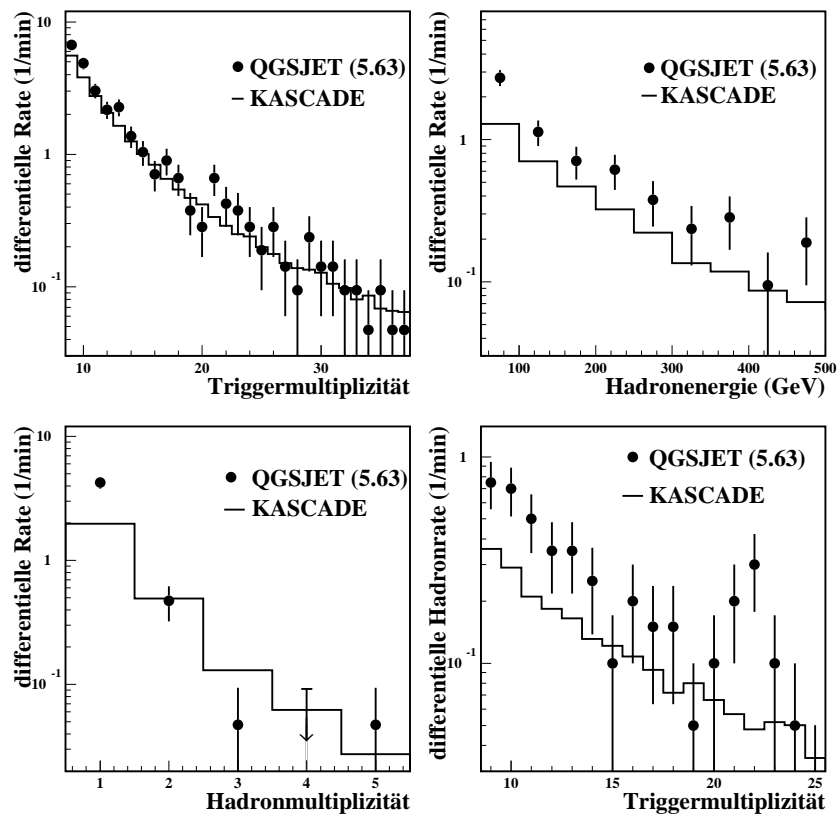 differentielle Rate (1/min)
10
1
10 -1
QGSJET (5.63)
KASCADE
10 20 30
Triggermultiplizität
differentielle Rate (1/min)
1
10 -1
QGSJET (5.63)
KASCADE
100 200 300 400 500
Hadronenergie (GeV)
differentielle Rate (1/min)
10
1
10 -1
QGSJET (5.63)
KASCADE
1 2 3 4 5
Hadronmultiplizität
differentielle Hadronrate (1/min)
1
10 -1
QGSJET (5.63)
KASCADE
10 15 20 25
Triggermultiplizität